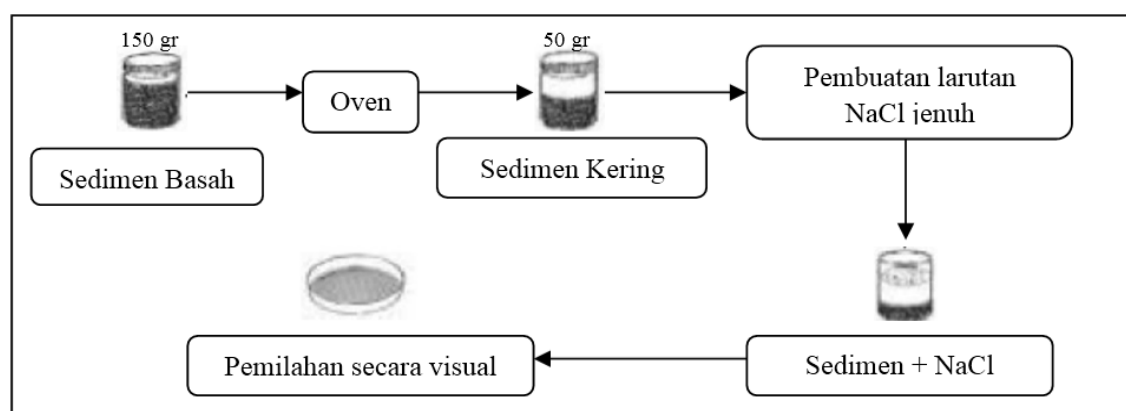 150 gr
50 gr
Oven
Pembuatan larutan
NaCl jenuh
Sedimen Basah
Sedimen Kering
Pemilahan secara visual
Sedimen + NaCl